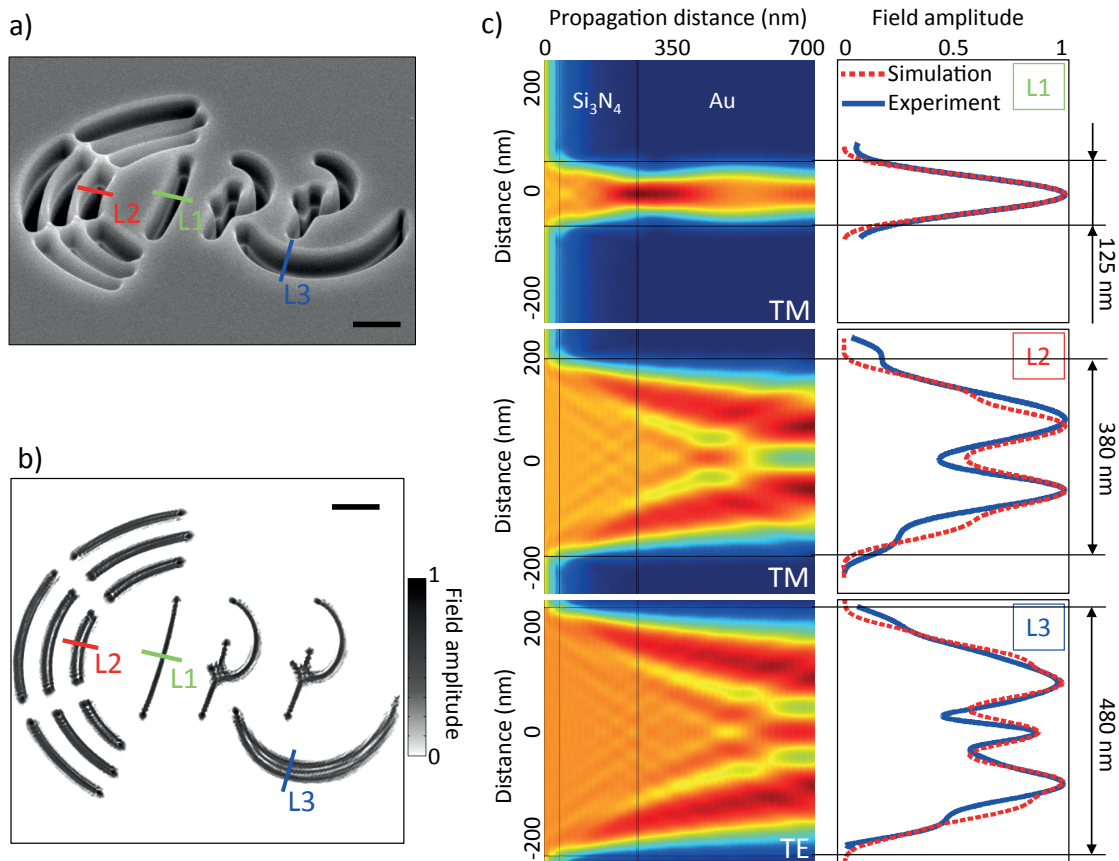 a)
L2
L1
L3
b)
1
Field amplitude
0
L2
L1
L3
c)
Propagation distance (nm)
0 350 700
Field amplitude
0 0.5 1
Distance (nm)
200
0
-200
Si₃N₄
Au
TM
Simulation
Experiment
L1
125 nm
Distance (nm)
200
0
-200
TM
L2
380 nm
Distance (nm)
200
0
-200
TE
L3
480 nm